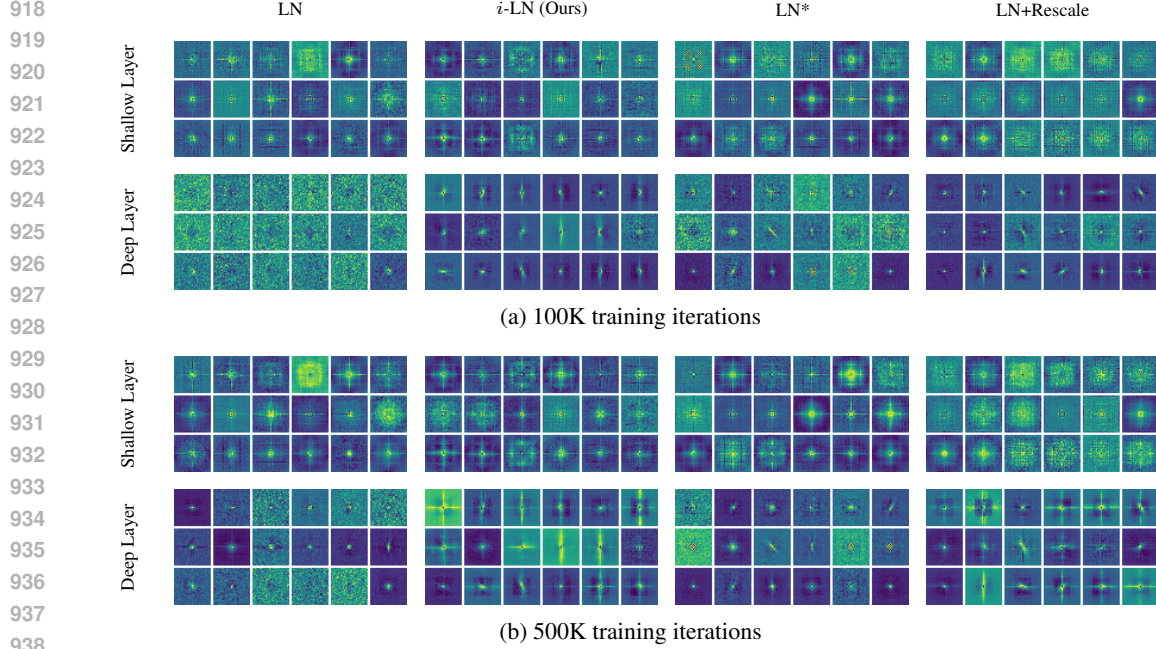 918
LN
i-LN (Ours)
LN*
LN+Rescale
919
920
921
922
923
Shallow Layer
924
925
926
927
Deep Layer
(a) 100K training iterations
928
929
930
931
932
933
Shallow Layer
934
935
936
937
Deep Layer
(b) 500K training iterations
938